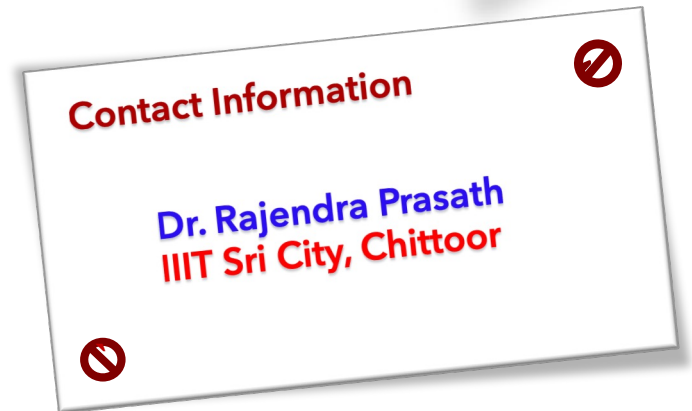 Contact Information
Dr. Rajendra Prasath
IIIT Sri City, Chittoor